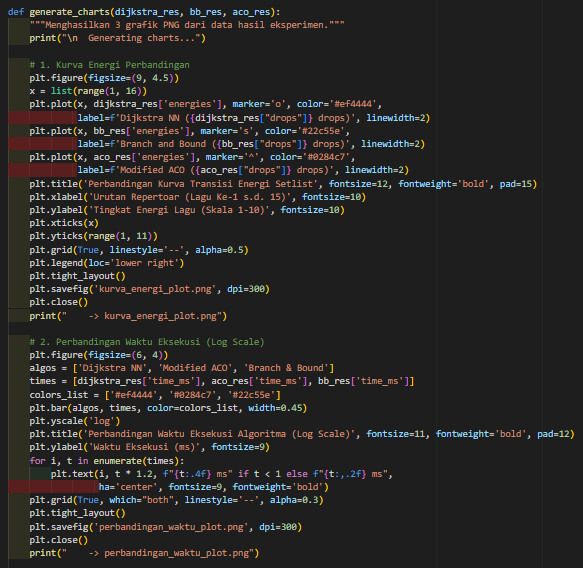 def generate_charts(dijkstra_res, bb_res, aco_res):
    """Menghasilkan 3 grafik PNG dari data hasil eksperimen."""
    print("\n  Generating charts...")

    # 1. Kurva Energi Perbandingan
    plt.figure(figsize=(9, 4.5))
    x = list(range(1, 16))
    plt.plot(x, dijkstra_res['energies'], marker='o', color='#ef4444',
             label=f'Dijkstra NN ({dijkstra_res["drops"]} drops)', linewidth=2)
    plt.plot(x, bb_res['energies'], marker='s', color='#22c55e',
             label=f'Branch and Bound ({bb_res["drops"]} drops)', linewidth=2)
    plt.plot(x, aco_res['energies'], marker='^', color='#0284c7',
             label=f'Modified ACO ({aco_res["drops"]} drops)', linewidth=2)
    plt.title('Perbandingan Kurva Transisi Energi Setlist', fontsize=12, fontweight='bold', pad=15)
    plt.xlabel('Urutan Repertoar (Lagu Ke-1 s.d. 15)', fontsize=10)
    plt.ylabel('Tingkat Energi Lagu (Skala 1-10)', fontsize=10)
    plt.xticks(x)
    plt.yticks(range(1, 11))
    plt.grid(True, linestyle='--', alpha=0.5)
    plt.legend(loc='lower right')
    plt.tight_layout()
    plt.savefig('kurva_energi_plot.png', dpi=300)
    plt.close()
    print("    -> kurva_energi_plot.png")

    # 2. Perbandingan Waktu Eksekusi (Log Scale)
    plt.figure(figsize=(6, 4))
    algos = ['Dijkstra NN', 'Modified ACO', 'Branch & Bound']
    times = [dijkstra_res['time_ms'], aco_res['time_ms'], bb_res['time_ms']]
    colors_list = ['#ef4444', '#0284c7', '#22c55e']
    plt.bar(algos, times, color=colors_list, width=0.45)
    plt.yscale('log')
    plt.title('Perbandingan Waktu Eksekusi Algoritma (Log Scale)', fontsize=11, fontweight='bold', pad=12)
    plt.ylabel('Waktu Eksekusi (ms)', fontsize=9)
    for i, t in enumerate(times):
        plt.text(i, t * 1.2, f"{t:.4f} ms" if t < 1 else f"{t:,.2f} ms",
                 ha='center', fontsize=9, fontweight='bold')
    plt.grid(True, which="both", linestyle='--', alpha=0.3)
    plt.tight_layout()
    plt.savefig('perbandingan_waktu_plot.png', dpi=300)
    plt.close()
    print("    -> perbandingan_waktu_plot.png")